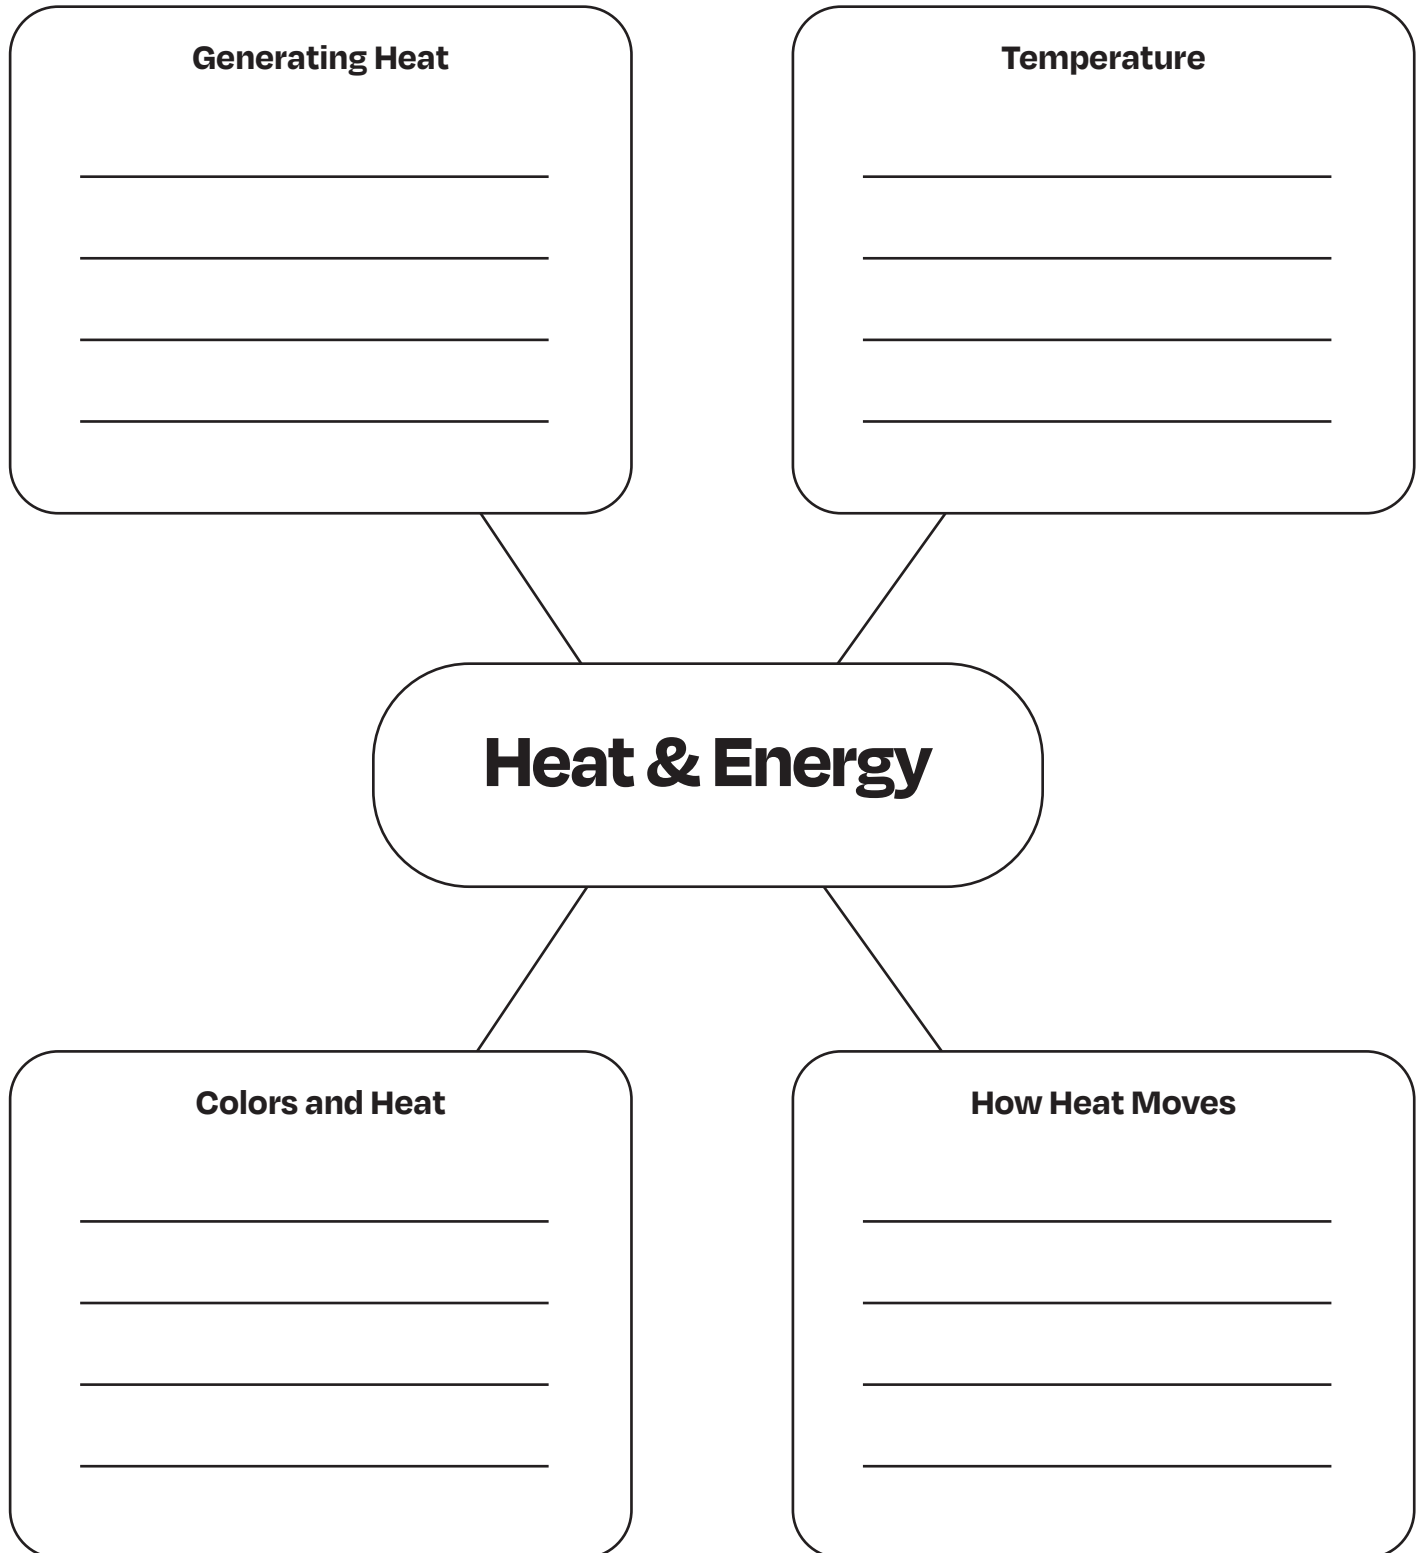 Generating Heat
Temperature
Heat & Energy
Colors and Heat
How Heat Moves